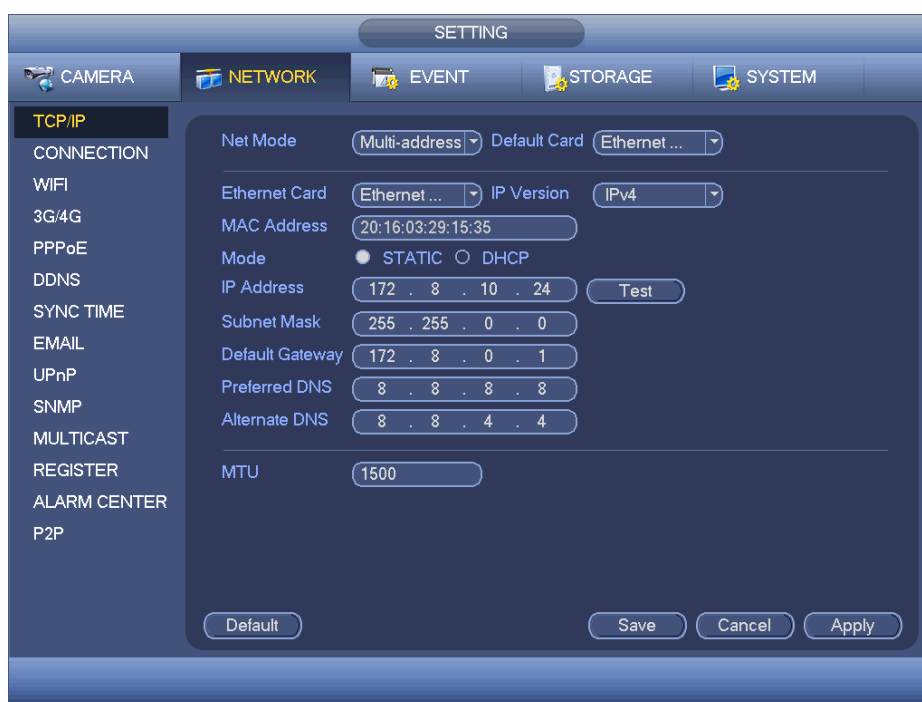 SETTING
CAMERA NETWORK EVENT STORAGE SYSTEM
TCP/IP
CONNECTION
WIFI
3G/4G
PPPoE
DDNS
SYNC TIME
EMAIL
UPnP
SNMP
MULTICAST
REGISTER
ALARM CENTER
P2P
Net Mode Multi-address Default Card Ethernet ...
Ethernet Card Ethernet ... IP Version IPv4
MAC Address 20:16:03:29:15:35
Mode STATIC DHCP
IP Address 172 . 8 . 10 . 24 Test
Subnet Mask 255 . 255 . 0 . 0
Default Gateway 172 . 8 . 0 . 1
Preferred DNS 8 . 8 . 8 . 8
Alternate DNS 8 . 8 . 4 . 4
MTU 1500
Default Save Cancel Apply